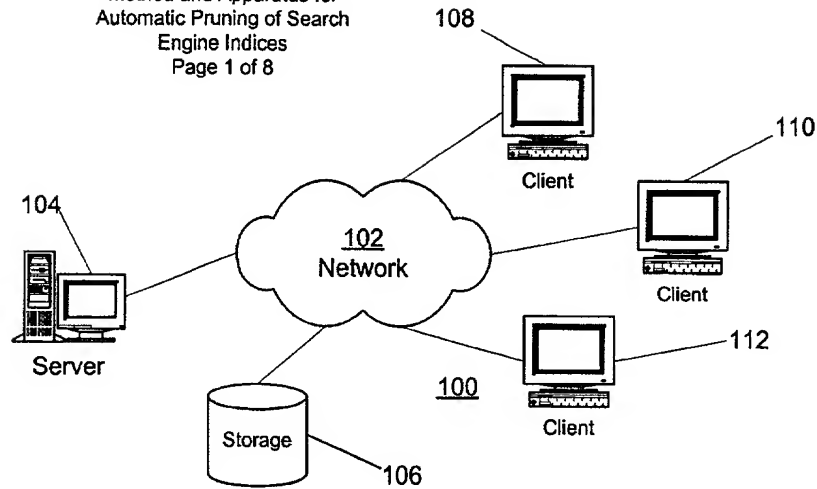 Automatic Pruning of Search
Engine Indices
Page 1 of 8
108
110
Client
104
102
Network
Client
Server
112
100
Storage
Client
106